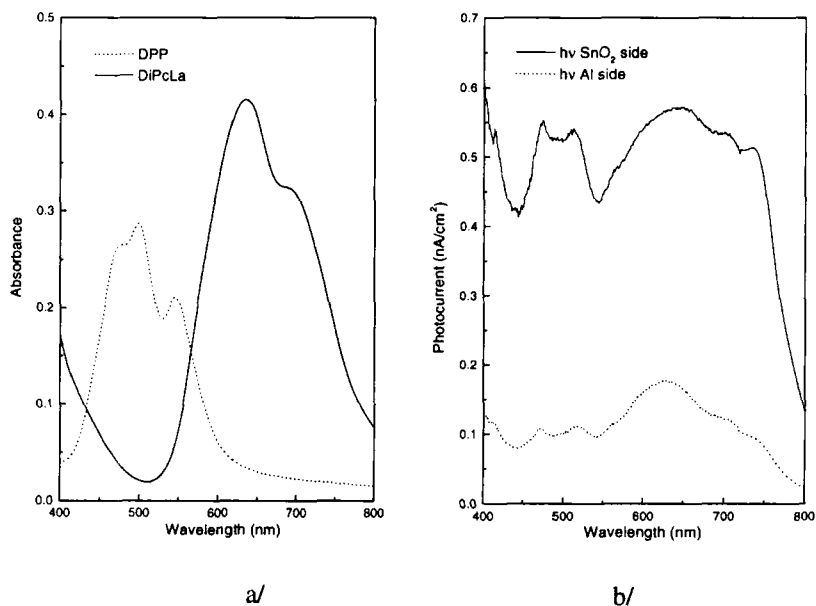 0.5
0.4
0.3
0.2
0.1
0.0
Absorbance
DPP
DiPcLa
400 500 600 700 800
Wavelength (nm)
a/
0.7
0.6
0.5
0.4
0.3
0.2
0.1
0.0
Photocurrent (nA/cm²)
hν SnO₂ side
hν Al side
400 500 600 700 800
Wavelength (nm)
b/